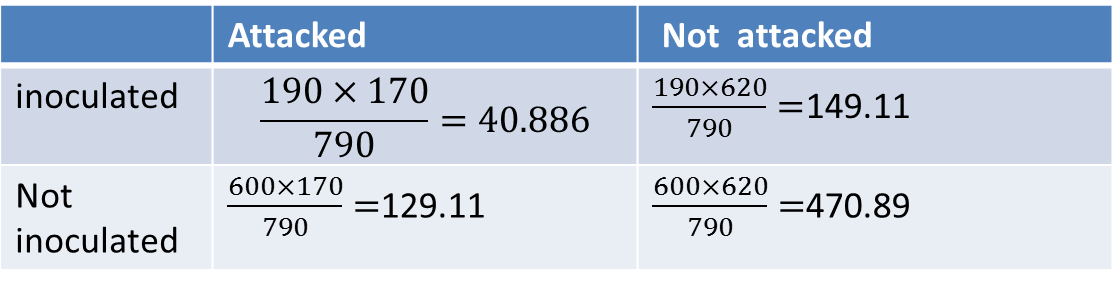 Attacked Not attacked
inoculated 190 × 170 / 790 = 40.886 190×620 / 790 =149.11
Not inoculated 600×170 / 790 =129.11 600×620 / 790 =470.89